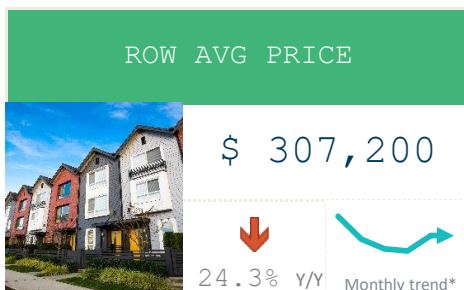 ROW AVG PRICE
$ 307,200
24.3% Y/Y
Monthly trend*